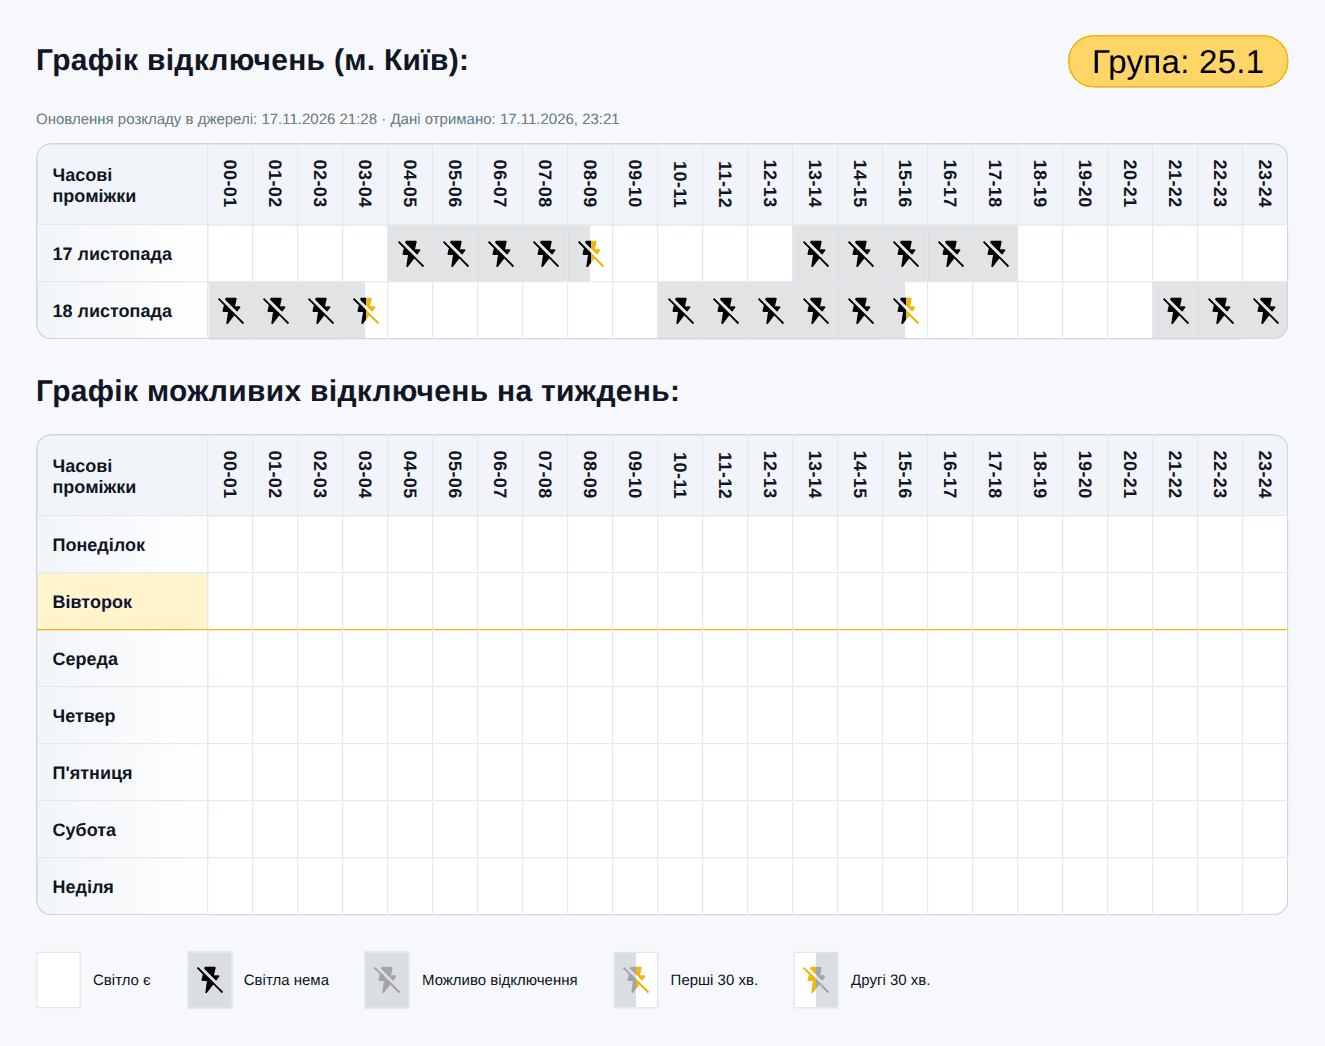 Графік відключень (м. Київ):
Група: 25.1
Оновлення розкладу в джерелі: 17.11.2026 21:28 · Дані отримано: 17.11.2026, 23:21
Часові
проміжки
00-01 01-02 02-03 03-04 04-05 05-06 06-07 07-08 08-09 09-10 10-11 11-12 12-13 13-14 14-15 15-16 16-17 17-18 18-19 19-20 20-21 21-22 22-23 23-24
17 листопада
18 листопада
Графік можливих відключень на тиждень:
Часові
проміжки
00-01 01-02 02-03 03-04 04-05 05-06 06-07 07-08 08-09 09-10 10-11 11-12 12-13 13-14 14-15 15-16 16-17 17-18 18-19 19-20 20-21 21-22 22-23 23-24
Понеділок
Вівторок
Середа
Четвер
П'ятниця
Субота
Неділя
Світло є
Світла нема
Можливо відключення
Перші 30 хв.
Другі 30 хв.